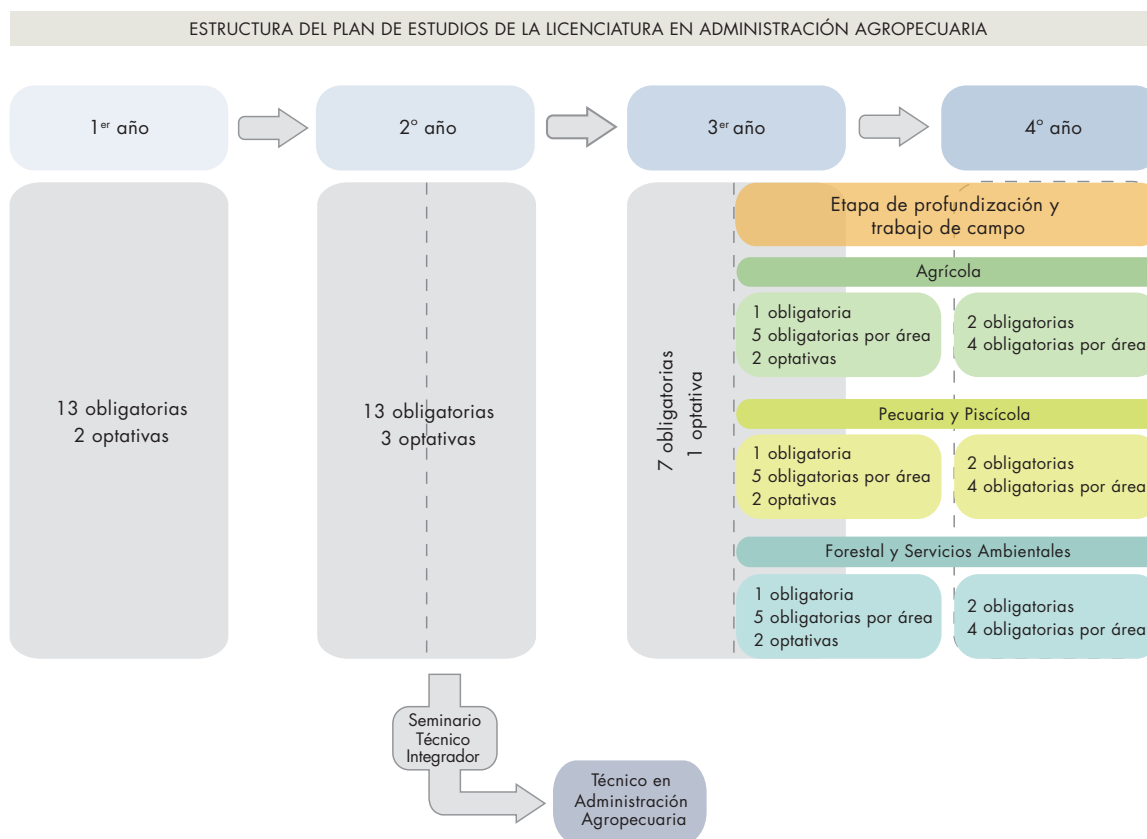 ESTRUCTURA DEL PLAN DE ESTUDIOS DE LA LICENCIATURA EN ADMINISTRACIÓN AGROPECUARIA
1er año
2º año
3er año
4º año
13 obligatorias
2 optativas
13 obligatorias
3 optativas
7 obligatorias
1 optativa
Etapa de profundización y
trabajo de campo
Agrícola
1 obligatoria
5 obligatorias por área
2 optativas
2 obligatorias
4 obligatorias por área
Pecuaria y Piscícola
1 obligatoria
5 obligatorias por área
2 optativas
2 obligatorias
4 obligatorias por área
Forestal y Servicios Ambientales
1 obligatoria
5 obligatorias por área
2 optativas
2 obligatorias
4 obligatorias por área
Seminario
Técnico
Integrador
Técnico en
Administración
Agropecuaria